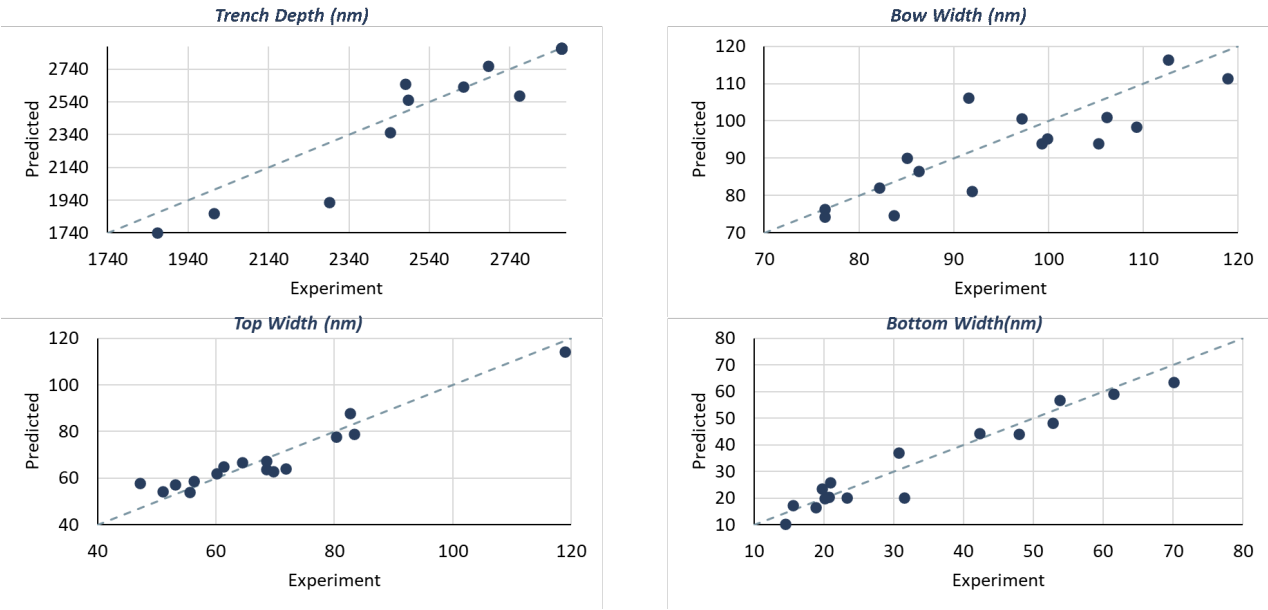 Trench Depth (nm)
Predicted
2740
2540
2340
2140
1940
1740
1740 1940 2140 2340 2540 2740
Experiment
Bow Width (nm)
Predicted
120
110
100
90
80
70
70 80 90 100 110 120
Experiment
Top Width (nm)
Predicted
120
100
80
60
40
40 60 80 100 120
Experiment
Bottom Width(nm)
Predicted
80
70
60
50
40
30
20
10
10 20 30 40 50 60 70 80
Experiment